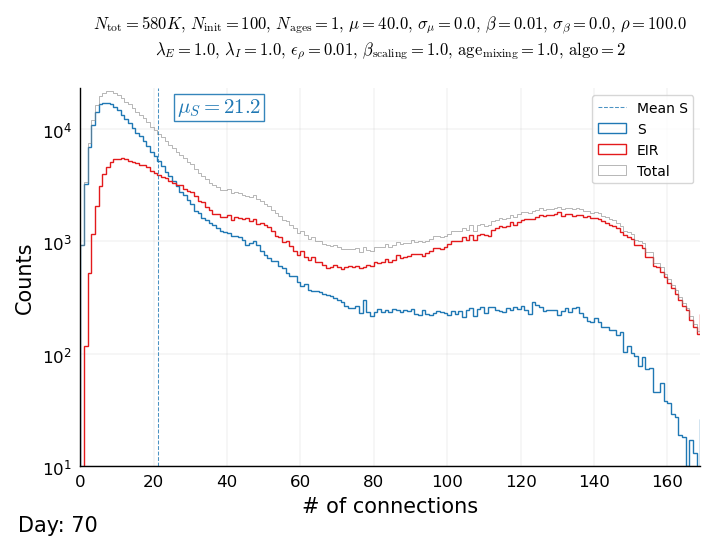 N_tot = 580K, N_init = 100, N_ages = 1, μ = 40.0, σ_μ = 0.0, β = 0.01, σ_β = 0.0, ρ = 100.0
λ_E = 1.0, λ_I = 1.0, ϵ_ρ = 0.01, β_scaling = 1.0, age_mixing = 1.0, algo = 2
μ_S = 21.2
Mean S
S
EIR
Total
10^4
10^3
10^2
10^1
Counts
0 20 40 60 80 100 120 140 160
# of connections
Day: 70